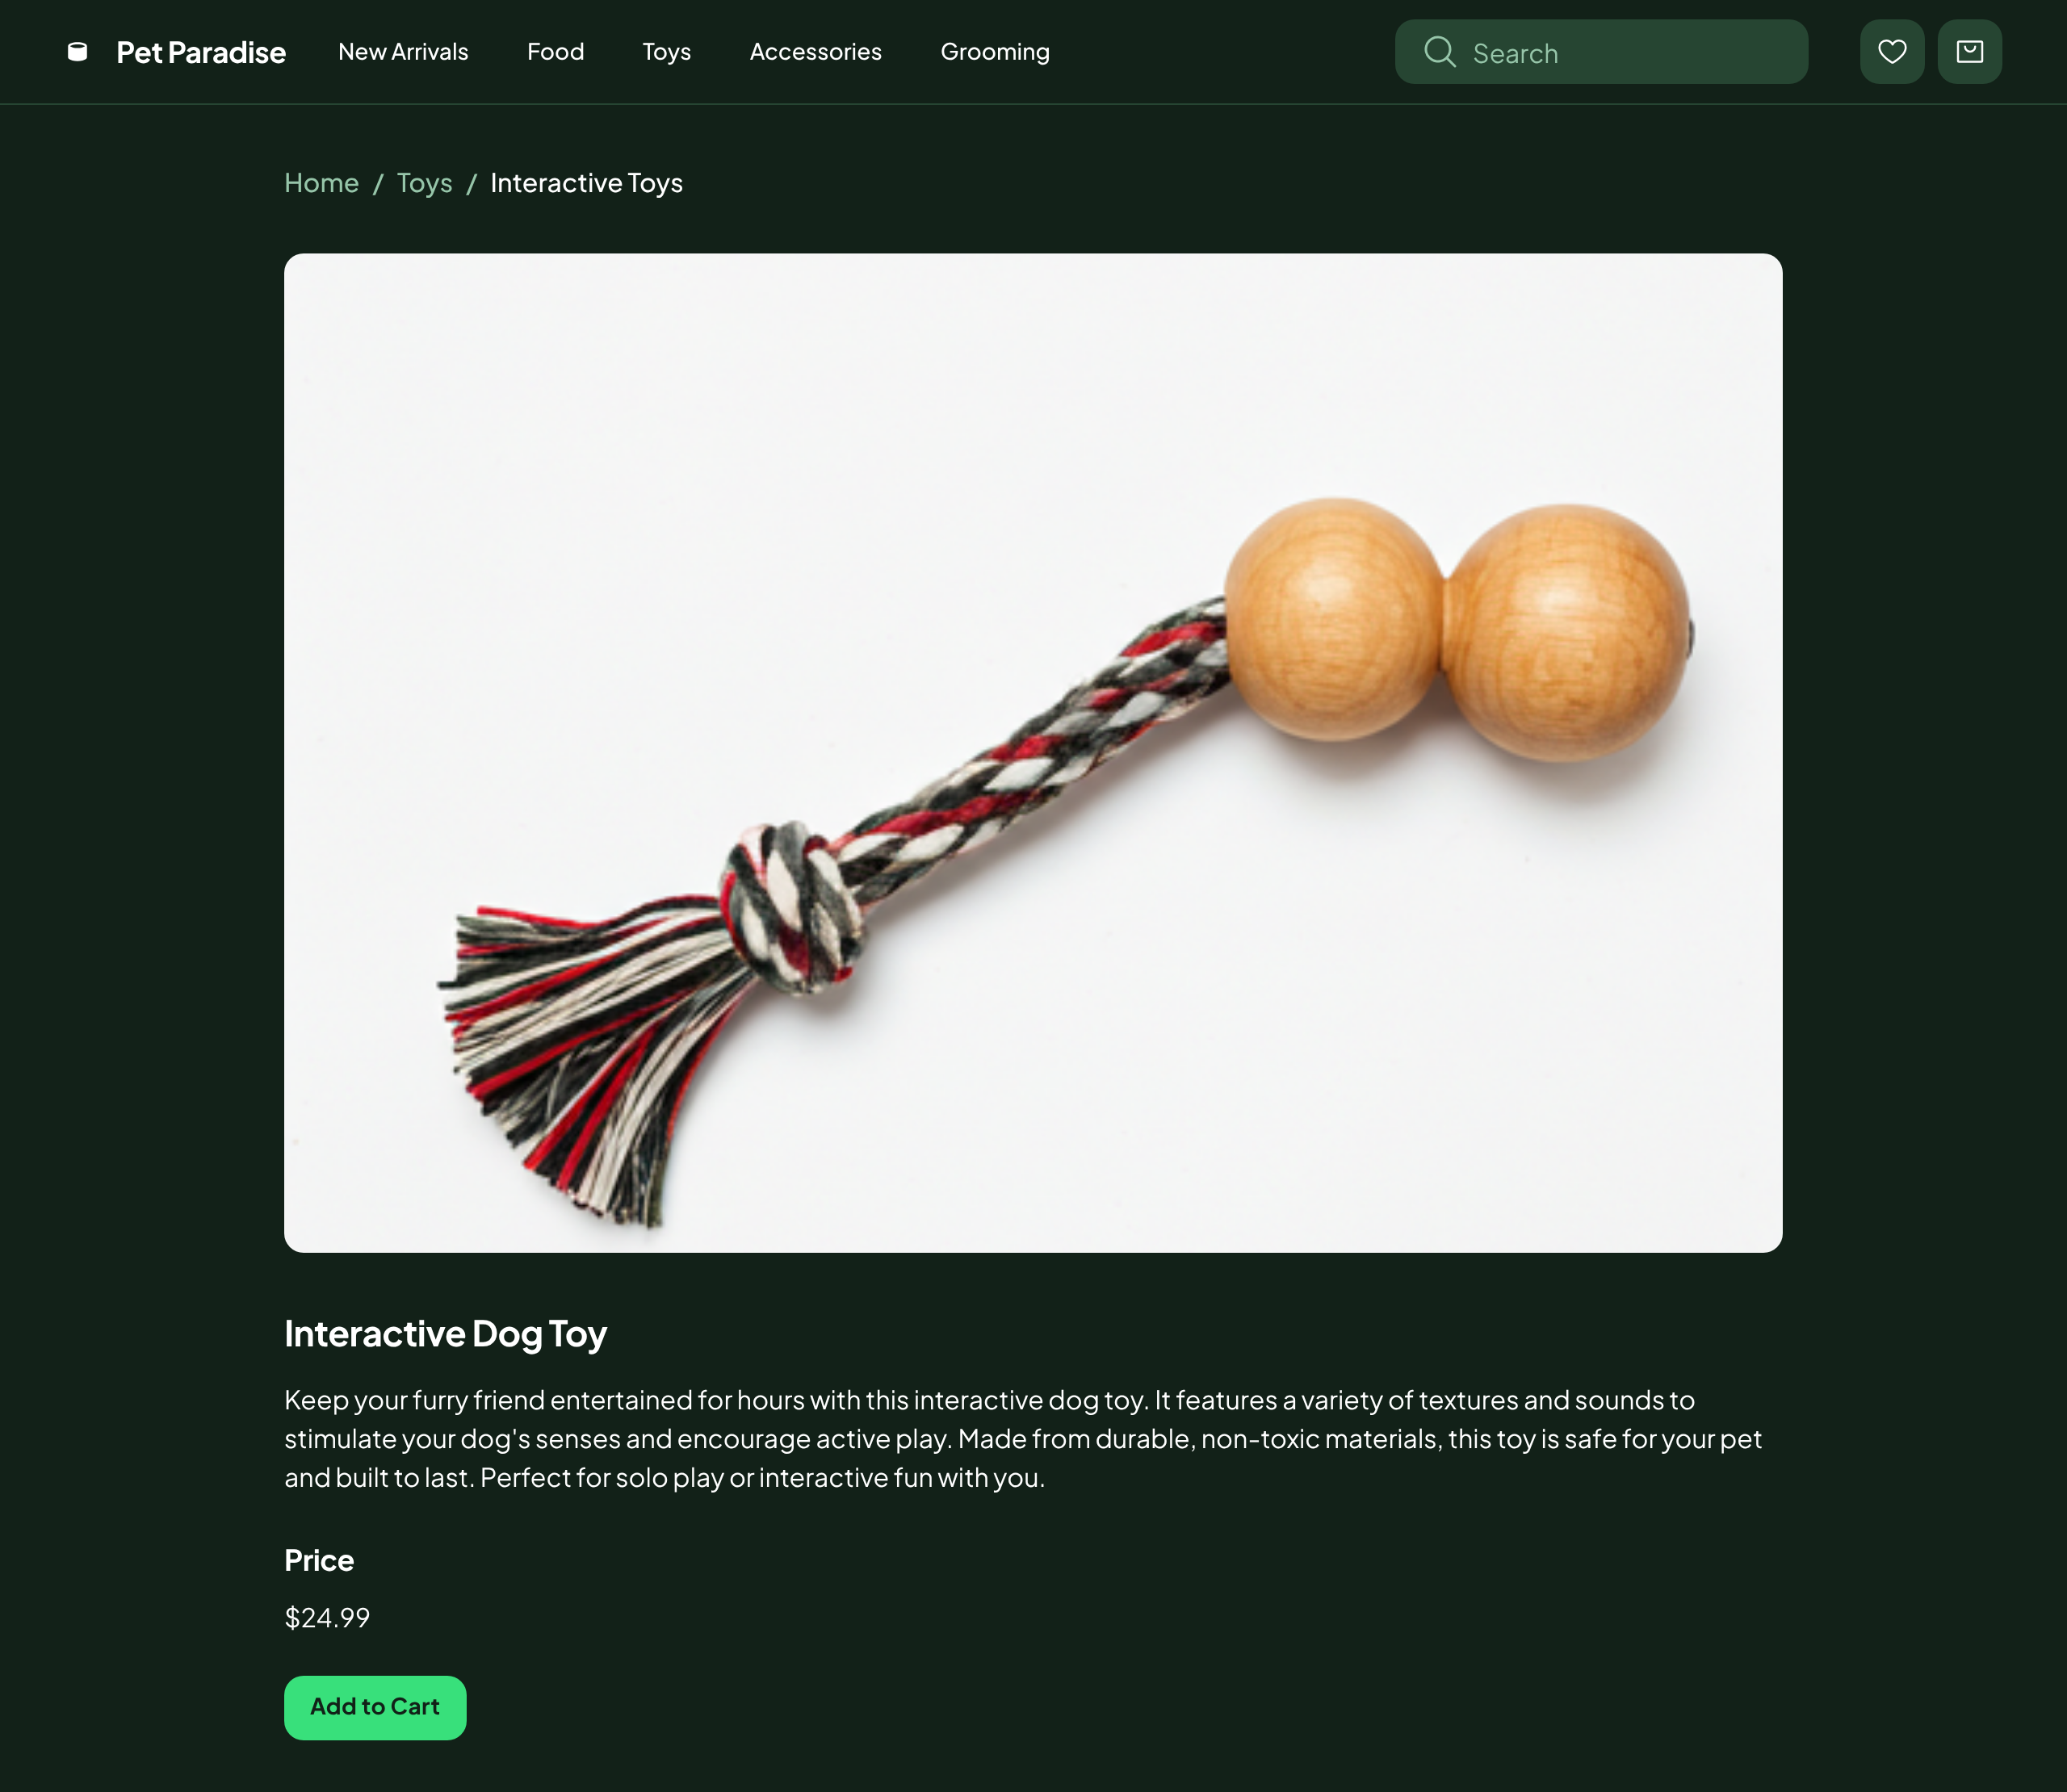 Pet Paradise
New Arrivals
Food
Toys
Accessories
Grooming
Search
Home / Toys / Interactive Toys
Interactive Dog Toy
Keep your furry friend entertained for hours with this interactive dog toy. It features a variety of textures and sounds to
stimulate your dog's senses and encourage active play. Made from durable, non-toxic materials, this toy is safe for your pet
and built to last. Perfect for solo play or interactive fun with you.
Price
$24.99
Add to Cart